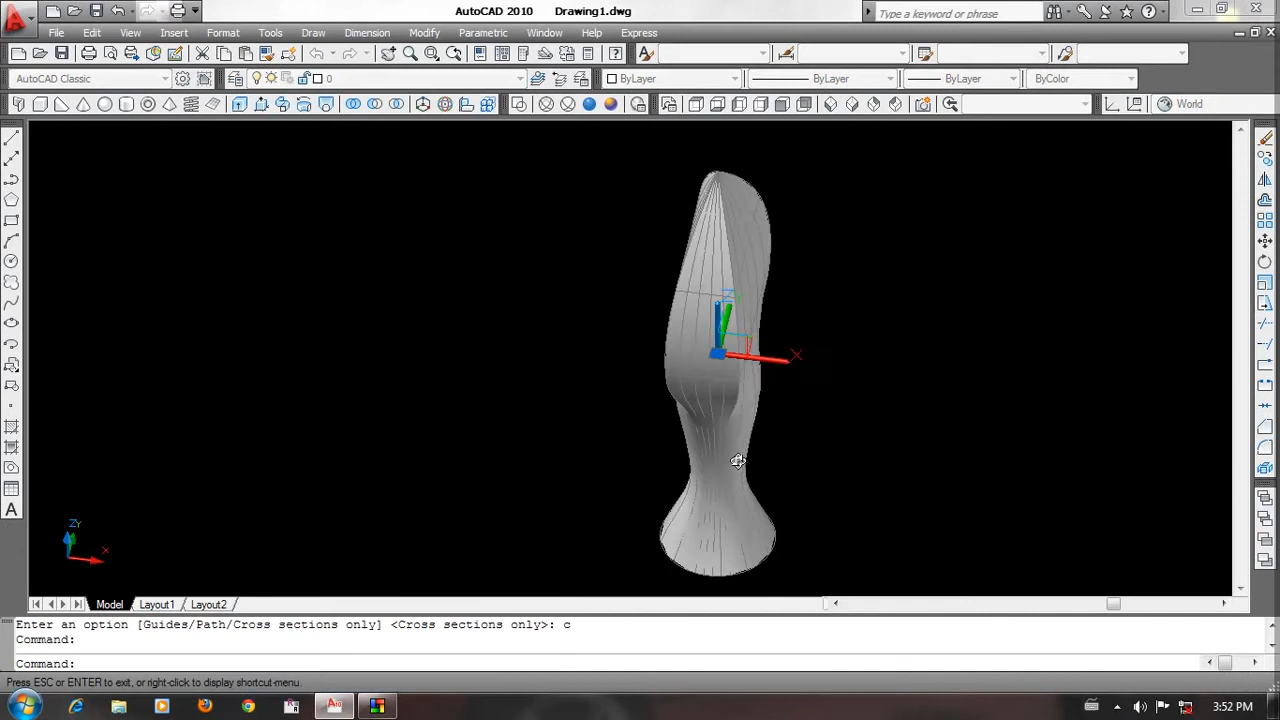 AutoCAD 2010 Drawing1.dwg
Type a keyword or phrase
File Edit View Insert Format Tools Draw Dimension Modify Parametric Window Help Express
AutoCAD Classic 0 ByLayer ByLayer ByLayer ByColor
World
X
ZY
X
Model Layout1 Layout2
Enter an option [Guides/Path/Cross sections only] <Cross sections only>: c
Command:
Command:
Press ESC or ENTER to exit, or right-click to display shortcut-menu.
3:52 PM